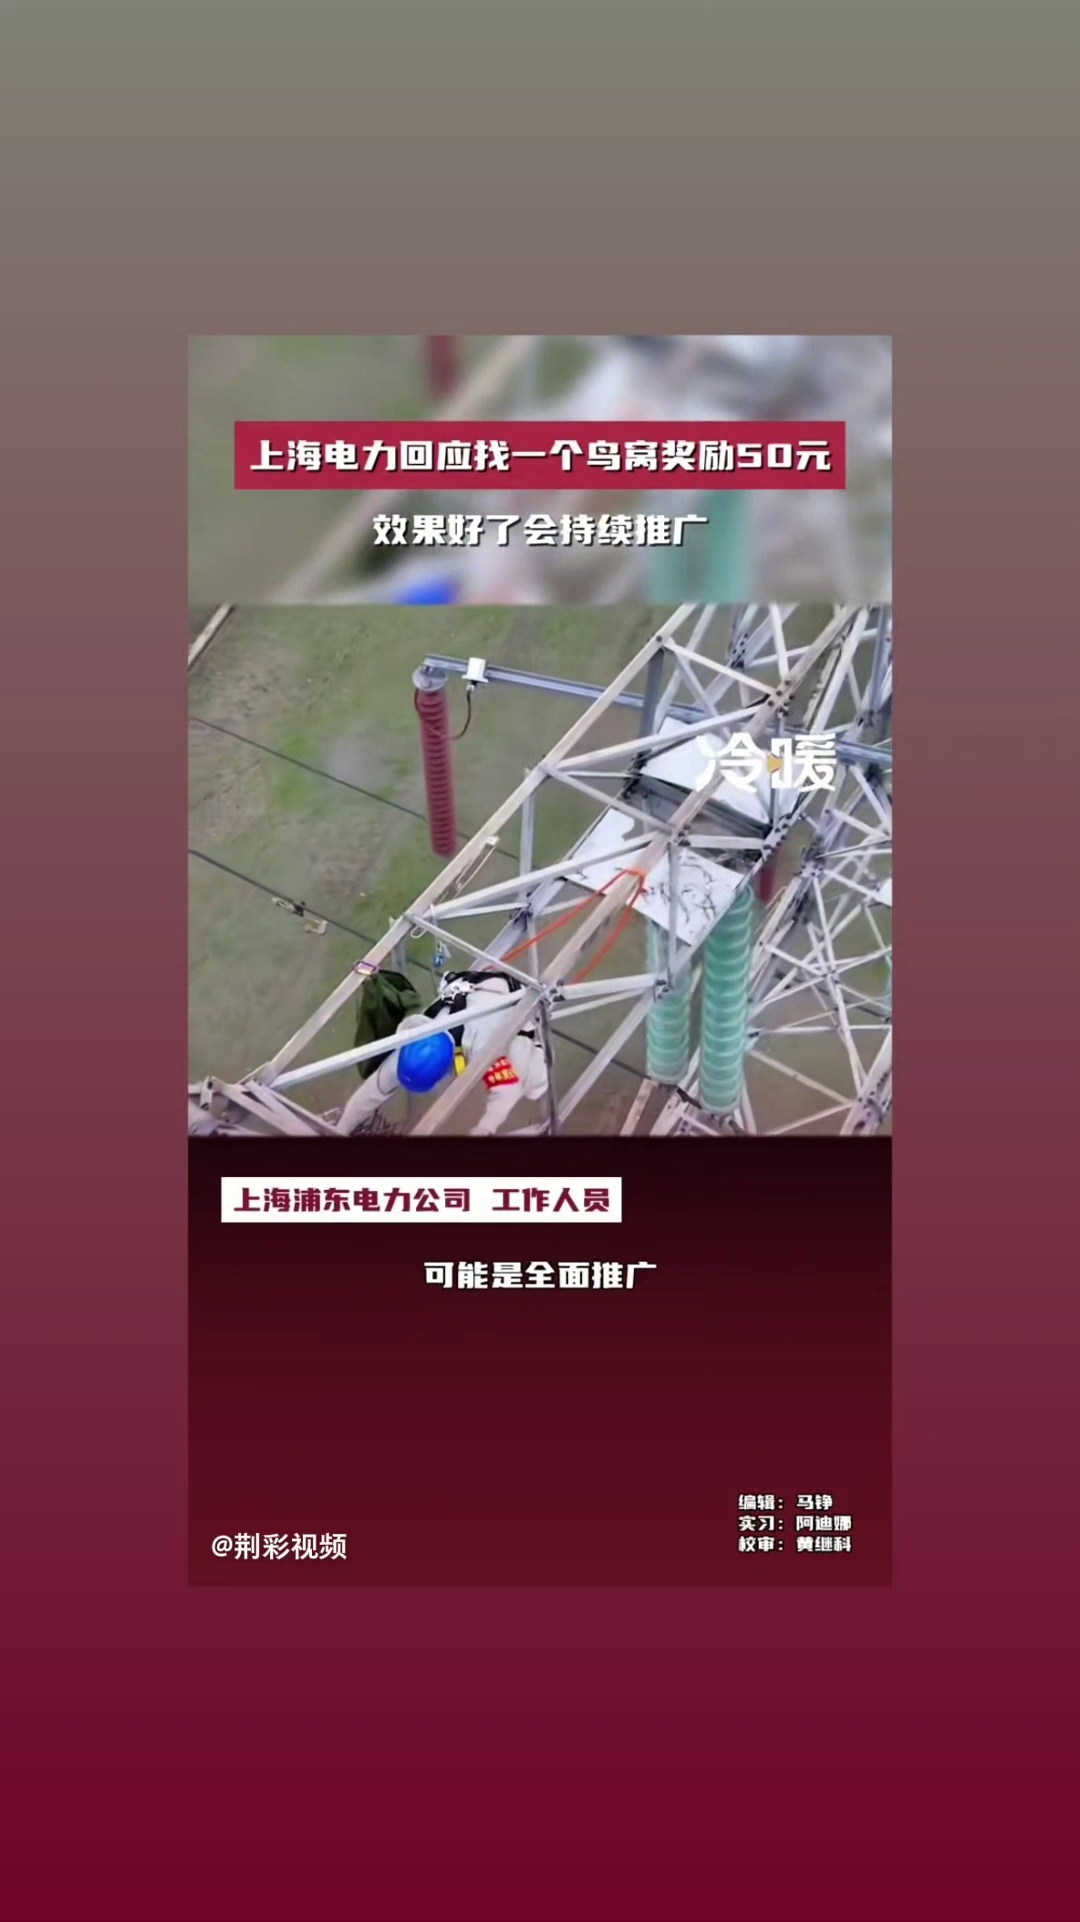 上海电力回应找一个鸟窝奖励50元
效果好了会持续推广
冷暖
上海浦东电力公司 工作人员
可能是全面推广
编辑：马铮
实习：阿迪娜
校审：黄继科
@荆彩视频